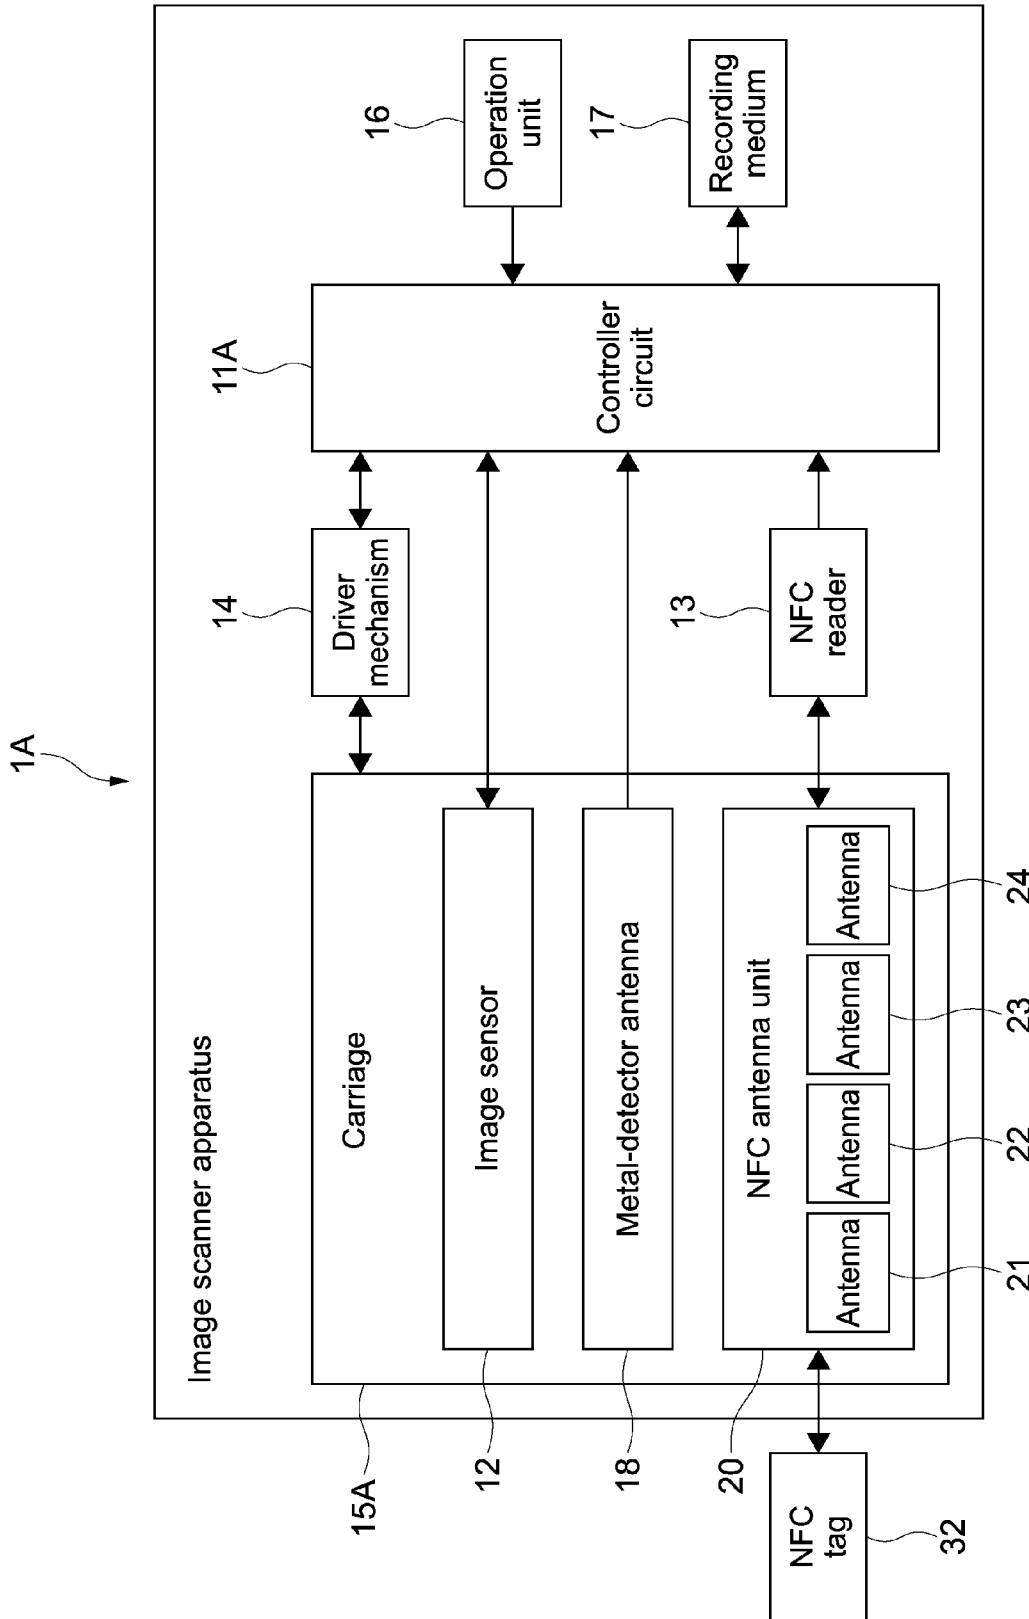 1A
Image scanner apparatus
15A
Carriage
14
Driver
mechanism
11A
Controller
circuit
16
Operation
unit
12
Image sensor
18
Metal-detector antenna
17
Recording
medium
20
NFC antenna unit
13
NFC
reader
NFC
tag
32
Antenna
Antenna
Antenna
Antenna
21
22
23
24